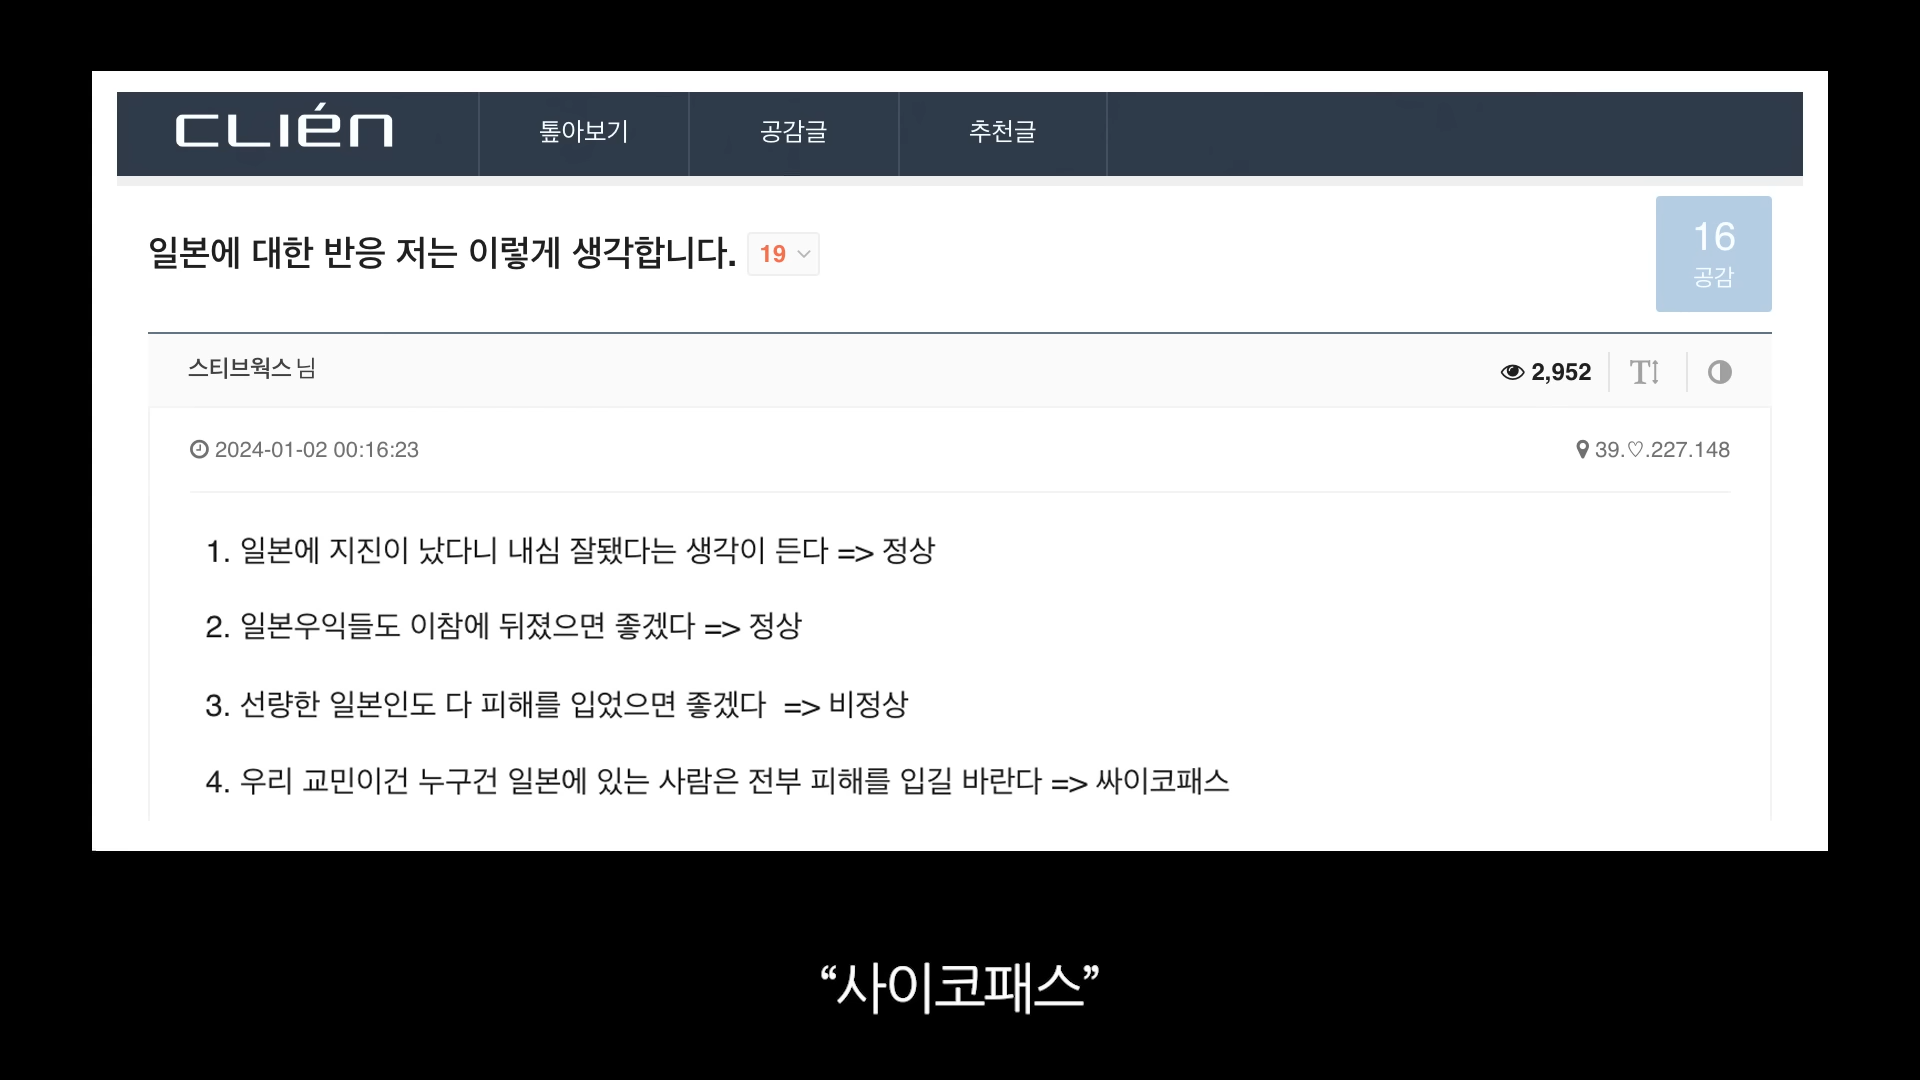 CLIéN 톺아보기 공감글 추천글
일본에 대한 반응 저는 이렇게 생각합니다. 19
16
공감
스티브웍스 님
2,952
2024-01-02 00:16:23
39.♡.227.148
1. 일본에 지진이 났다니 내심 잘됐다는 생각이 든다 => 정상
2. 일본우익들도 이참에 뒤졌으면 좋겠다 => 정상
3. 선량한 일본인도 다 피해를 입었으면 좋겠다 => 비정상
4. 우리 교민이건 누구건 일본에 있는 사람은 전부 피해를 입길 바란다 => 싸이코패스
“사이코패스”